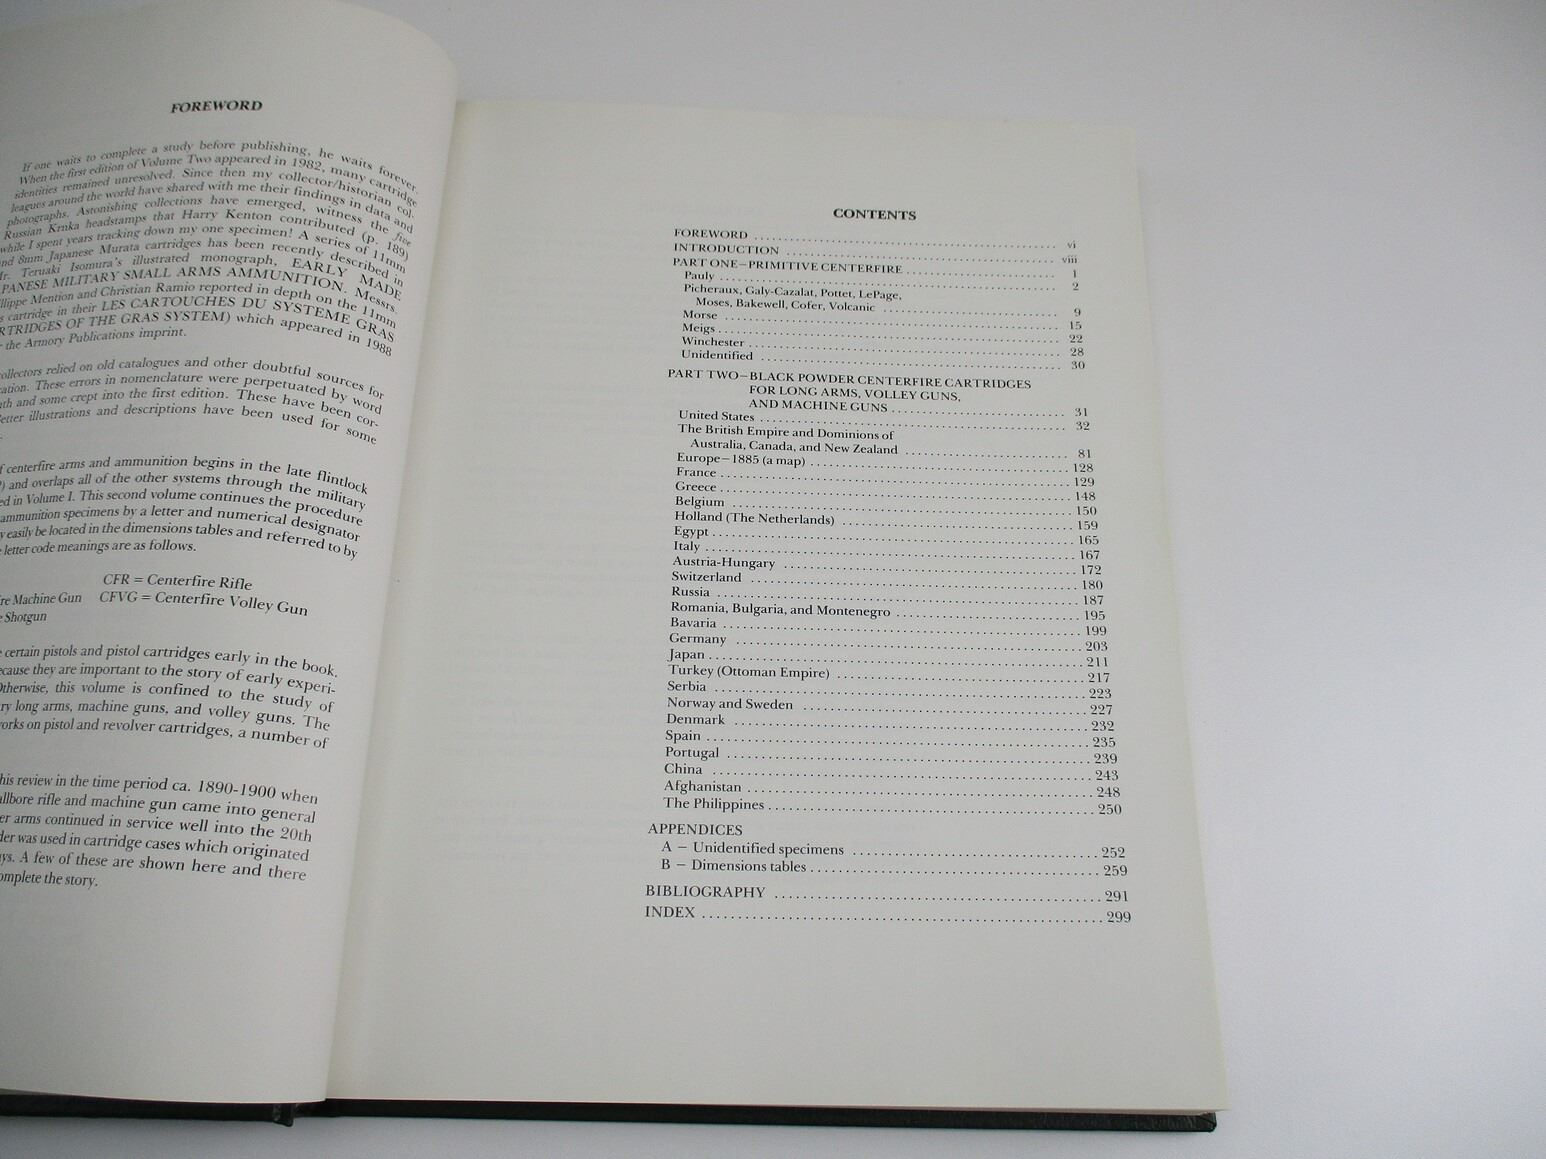 FOREWORD
If one waits to complete a study before publishing, he waits forever.
When the first edition of Volume Two appeared in 1982, many cartridge
identities remained unresolved. Since then my collector/historian col-
leagues around the world have shared with me their findings in data and
photographs. Astonishing collections have emerged, witness the five
Russian Krnka headstamps that Harry Kenton contributed (p. 189)
while I spent years tracking down my one specimen! A series of 11mm
nd 8mm Japanese Murata cartridges has been recently described in
r. Teruaki Isomura's illustrated monograph, EARLY MADE
PANESE MILITARY SMALL ARMS AMMUNITION. Messrs.
llippe Mention and Christian Ramio reported in depth on the 11mm
s cartridge in their LES CARTOUCHES DU SYSTEME GRAS
RTRIDGES OF THE GRAS SYSTEM) which appeared in 1988
the Armory Publications imprint.
ollectors relied on old catalogues and other doubtful sources for
ation. These errors in nomenclature were perpetuated by word
th and some crept into the first edition. These have been cor-
etter illustrations and descriptions have been used for some
f centerfire arms and ammunition begins in the late flintlock
) and overlaps all of the other systems through the military
ed in Volume I. This second volume continues the procedure
ammunition specimens by a letter and numerical designator
y easily be located in the dimensions tables and referred to by
letter code meanings are as follows.
CFR = Centerfire Rifle
re Machine Gun CFVG = Centerfire Volley Gun
e Shotgun
certain pistols and pistol cartridges early in the book.
ecause they are important to the story of early experi-
Otherwise, this volume is confined to the study of
ry long arms, machine guns, and volley guns. The
works on pistol and revolver cartridges, a number of
his review in the time period ca. 1890-1900 when
allbore rifle and machine gun came into general
er arms continued in service well into the 20th
der was used in cartridge cases which originated
ys. A few of these are shown here and there
omplete the story.
CONTENTS
FOREWORD ........ vi
INTRODUCTION ........ viii
PART ONE—PRIMITIVE CENTERFIRE ........ 1
Pauly ........ 2
Picheraux, Galy-Cazalat, Pottet, LePage,
Moses, Bakewell, Cofer, Volcanic ........ 9
Morse ........ 15
Meigs ........ 22
Winchester ........ 28
Unidentified ........ 30
PART TWO—BLACK POWDER CENTERFIRE CARTRIDGES
FOR LONG ARMS, VOLLEY GUNS,
AND MACHINE GUNS ........ 31
United States ........ 32
The British Empire and Dominions of
Australia, Canada, and New Zealand ........ 81
Europe—1885 (a map) ........ 128
France ........ 129
Greece ........ 148
Belgium ........ 150
Holland (The Netherlands) ........ 159
Egypt ........ 165
Italy ........ 167
Austria-Hungary ........ 172
Switzerland ........ 180
Russia ........ 187
Romania, Bulgaria, and Montenegro ........ 195
Bavaria ........ 199
Germany ........ 203
Japan ........ 211
Turkey (Ottoman Empire) ........ 217
Serbia ........ 223
Norway and Sweden ........ 227
Denmark ........ 232
Spain ........ 235
Portugal ........ 239
China ........ 243
Afghanistan ........ 248
The Philippines ........ 250
APPENDICES
A — Unidentified specimens ........ 252
B — Dimensions tables ........ 259
BIBLIOGRAPHY ........ 291
INDEX ........ 299